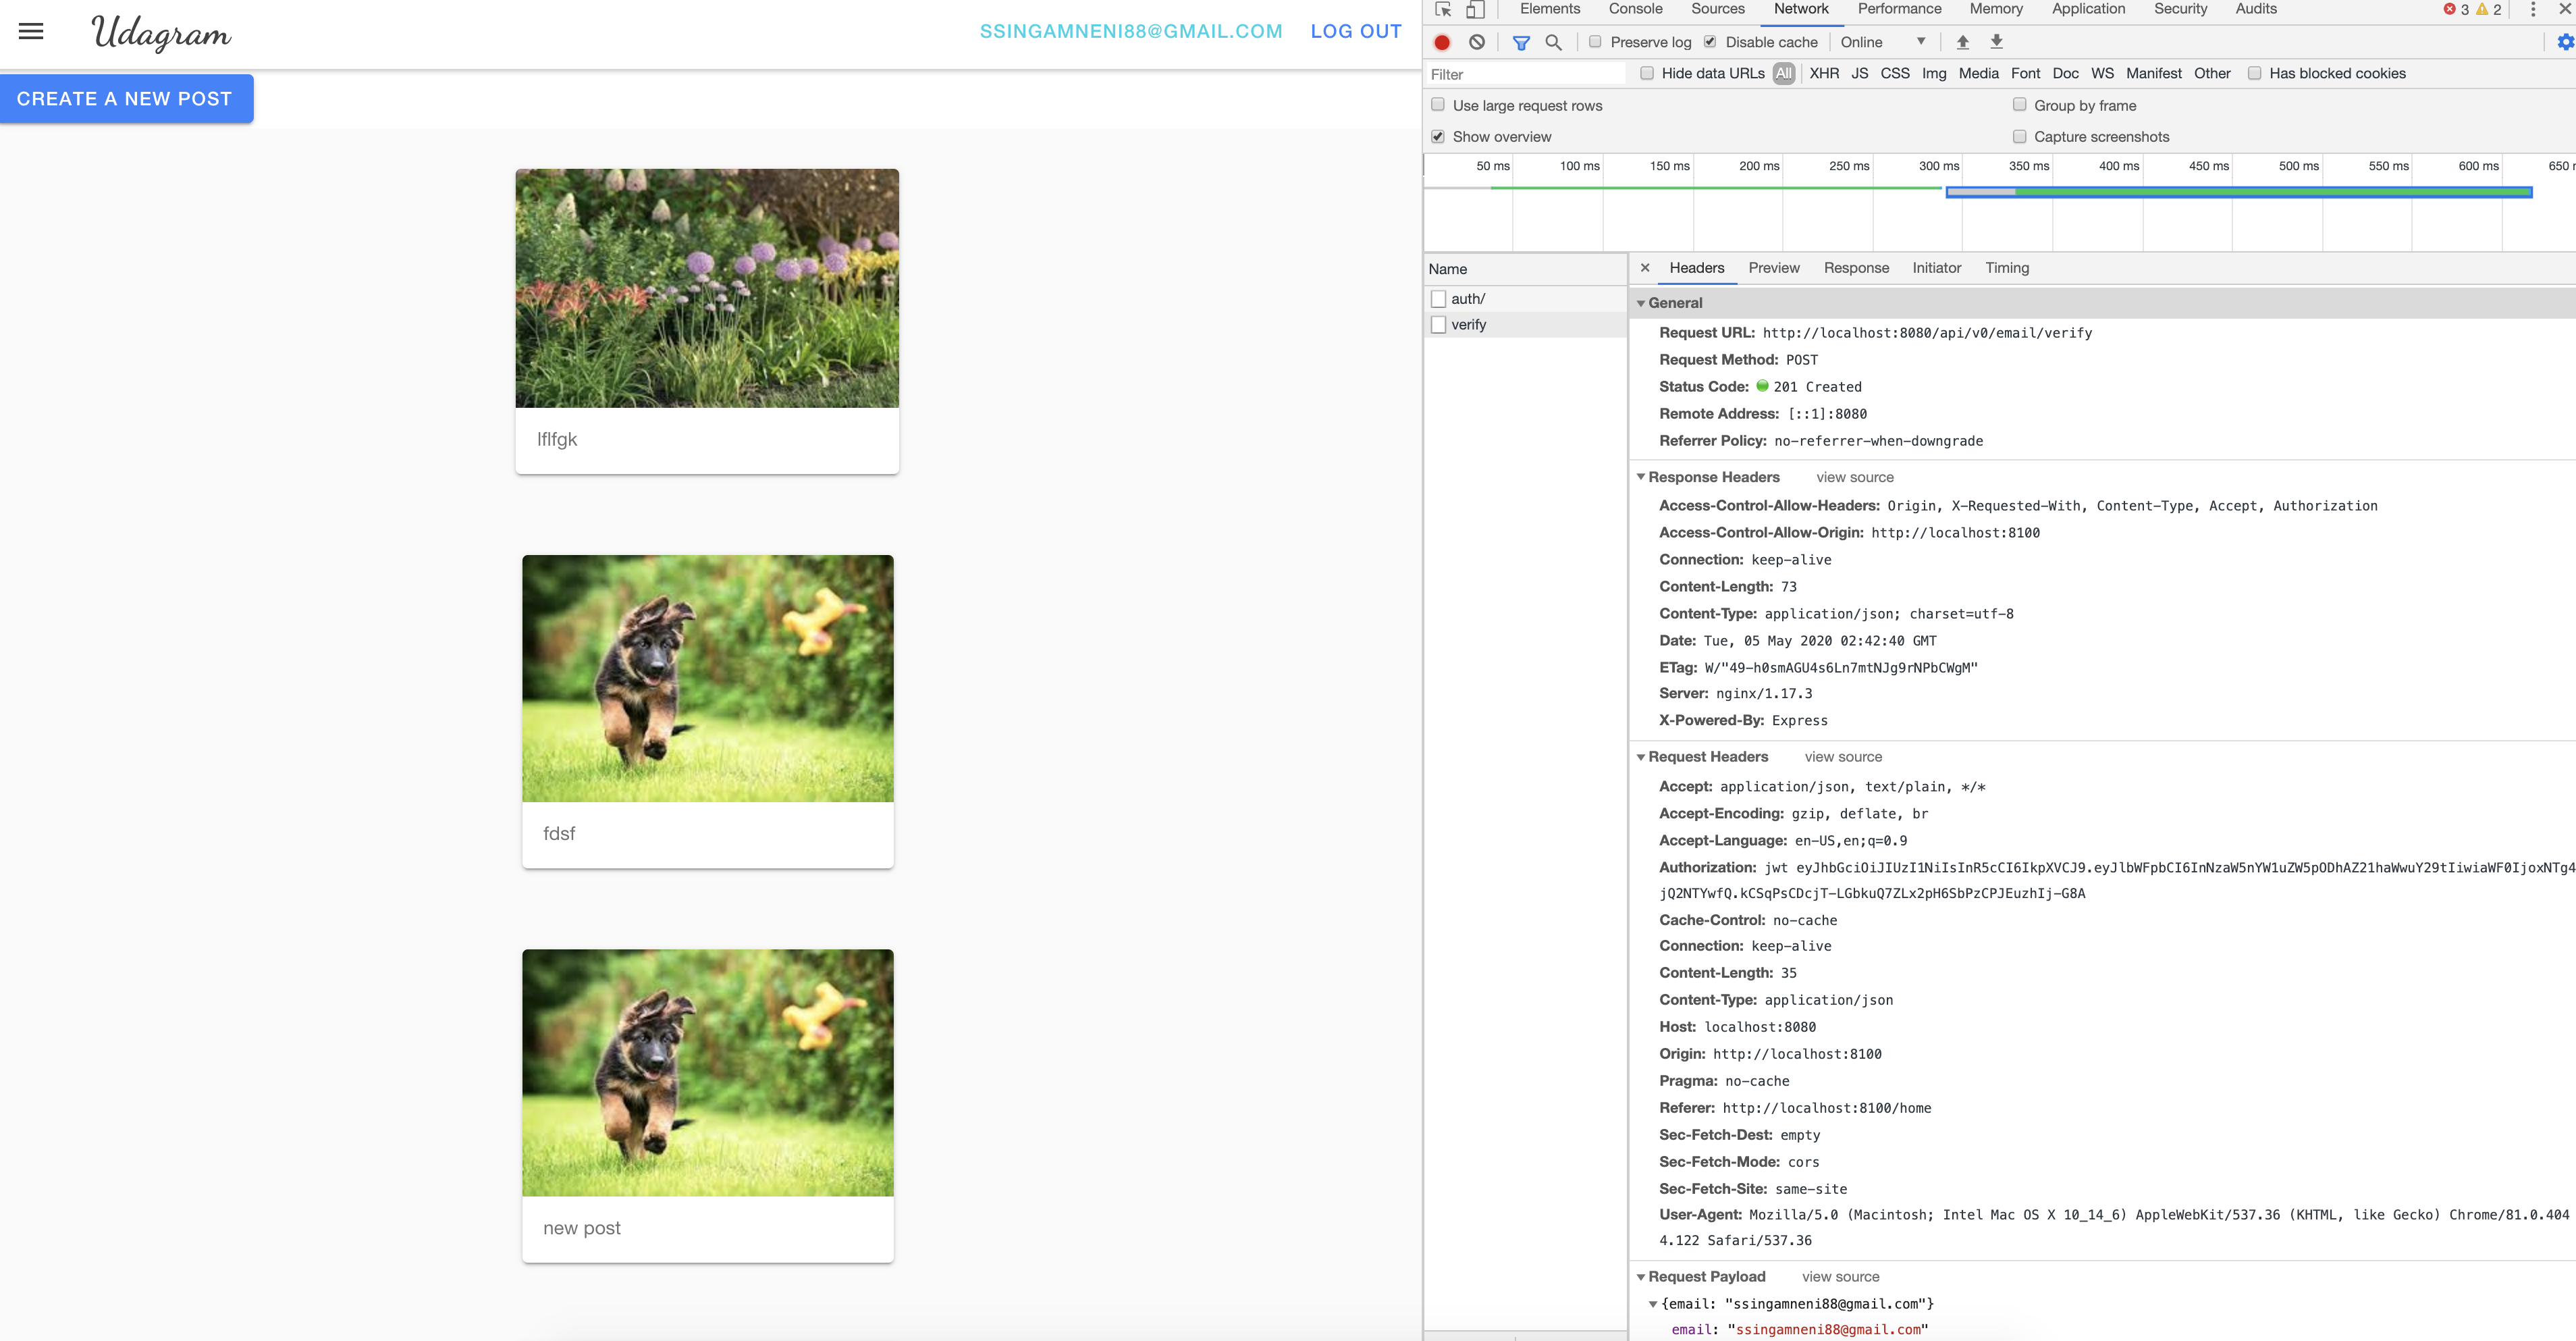 Udagram
SSINGAMNENI88@GMAIL.COM LOG OUT
CREATE A NEW POST
lflfgk
fdsf
new post
Elements Console Sources Network Performance Memory Application Security Audits 3 2
Preserve log Disable cache Online
Filter Hide data URLs All XHR JS CSS Img Media Font Doc WS Manifest Other Has blocked cookies
Use large request rows Group by frame
Show overview Capture screenshots
50 ms 100 ms 150 ms 200 ms 250 ms 300 ms 350 ms 400 ms 450 ms 500 ms 550 ms 600 ms 650 m
Name
auth/
verify
Headers Preview Response Initiator Timing
General
Request URL: http://localhost:8080/api/v0/email/verify
Request Method: POST
Status Code: 201 Created
Remote Address: [::1]:8080
Referrer Policy: no-referrer-when-downgrade
Response Headers view source
Access-Control-Allow-Headers: Origin, X-Requested-With, Content-Type, Accept, Authorization
Access-Control-Allow-Origin: http://localhost:8100
Connection: keep-alive
Content-Length: 73
Content-Type: application/json; charset=utf-8
Date: Tue, 05 May 2020 02:42:40 GMT
ETag: W/"49-h0smAGU4s6Ln7mtNJg9rNPbCWgM"
Server: nginx/1.17.3
X-Powered-By: Express
Request Headers view source
Accept: application/json, text/plain, */*
Accept-Encoding: gzip, deflate, br
Accept-Language: en-US,en;q=0.9
Authorization: jwt eyJhbGciOiJIUzI1NiIsInR5cCI6IkpXVCJ9.eyJlbWFpbCI6InNzaW5nYW1uZW5pODhAZ21haWwuY29tIiwiaWF0IjoxNTg4
jQ2NTYwfQ.kCSqPsCDcjT-LGbkuQ7ZLx2pH6SbPzCPJEuzhIj-G8A
Cache-Control: no-cache
Connection: keep-alive
Content-Length: 35
Content-Type: application/json
Host: localhost:8080
Origin: http://localhost:8100
Pragma: no-cache
Referer: http://localhost:8100/home
Sec-Fetch-Dest: empty
Sec-Fetch-Mode: cors
Sec-Fetch-Site: same-site
User-Agent: Mozilla/5.0 (Macintosh; Intel Mac OS X 10_14_6) AppleWebKit/537.36 (KHTML, like Gecko) Chrome/81.0.404
4.122 Safari/537.36
Request Payload view source
{email: "ssingamneni88@gmail.com"}
email: "ssingamneni88@gmail.com"